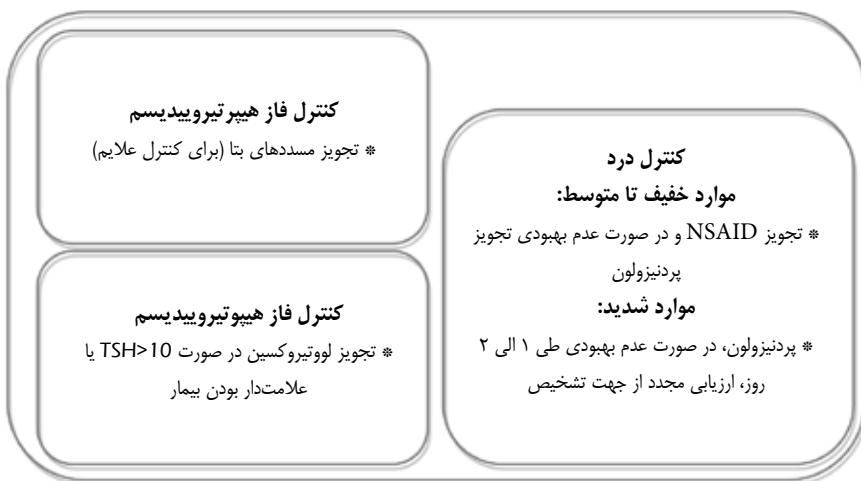 کنترل درد
موارد خفیف تا متوسط:
* تجویز NSAID و در صورت عدم بهبودی تجویز
پردنیزولون
موارد شدید:
* پردنیزولون، در صورت عدم بهبودی طی ۱ الی ۲
روز، ارزیابی مجدد از جهت تشخیص
کنترل فاز هیپرتیروییدیسم
* تجویز مسددهای بتا (برای کنترل علایم)
کنترل فاز هیپوتیروییدیسم
* تجویز لووتیروکسین در صورت TSH>10 یا
علامت‌دار بودن بیمار